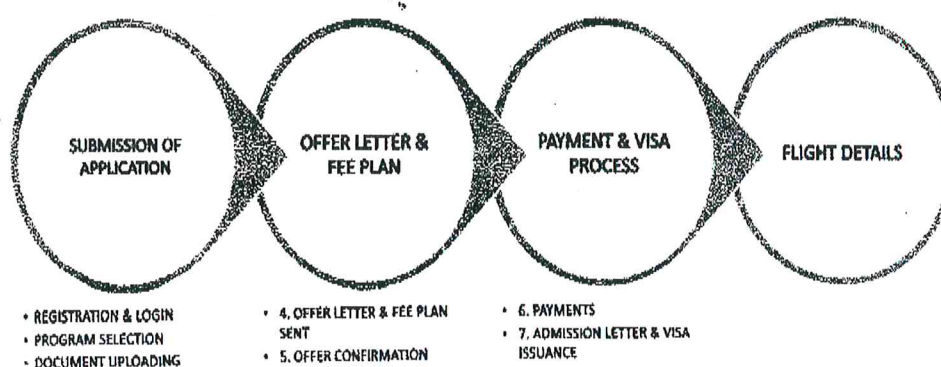 SUBMISSION OF
APPLICATION
OFFER LETTER &
FEE PLAN
PAYMENT & VISA
PROCESS
FLIGHT DETAILS
• REGISTRATION & LOGIN
• PROGRAM SELECTION
• DOCUMENT UPLOADING
• 4. OFFER LETTER & FEE PLAN
SENT
• 5. OFFER CONFIRMATION
• 6. PAYMENTS
• 7. ADMISSION LETTER & VISA
ISSUANCE